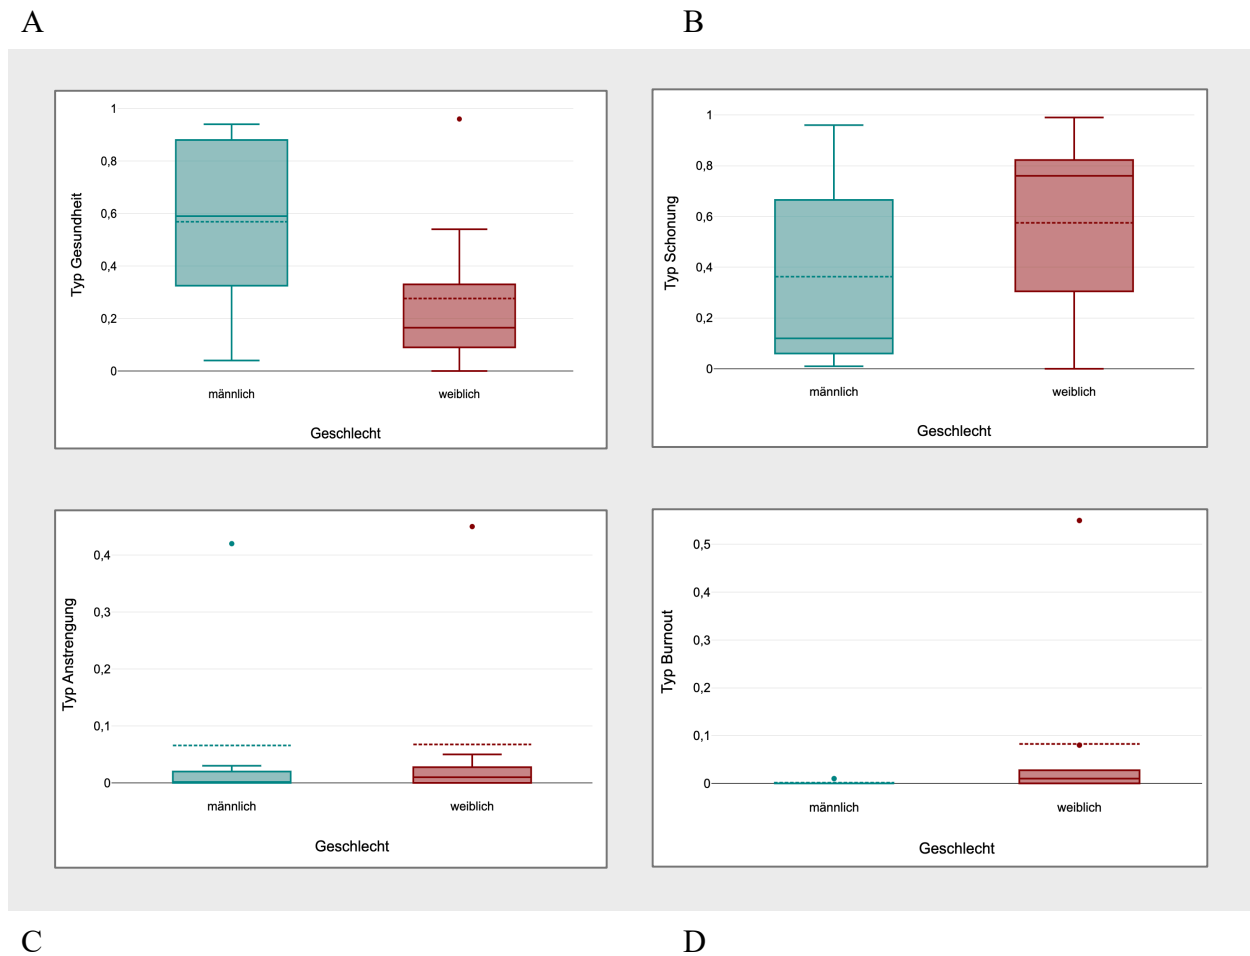 A
B
1
0,8
0,6
0,4
0,2
0
Typ Gesundheit
männlich
weiblich
Geschlecht
1
0,8
0,6
0,4
0,2
0
Typ Schonung
männlich
weiblich
Geschlecht
0,4
0,3
0,2
0,1
0
Typ Anstrengung
männlich
weiblich
Geschlecht
0,5
0,4
0,3
0,2
0,1
0
Typ Burnout
männlich
weiblich
Geschlecht
C
D